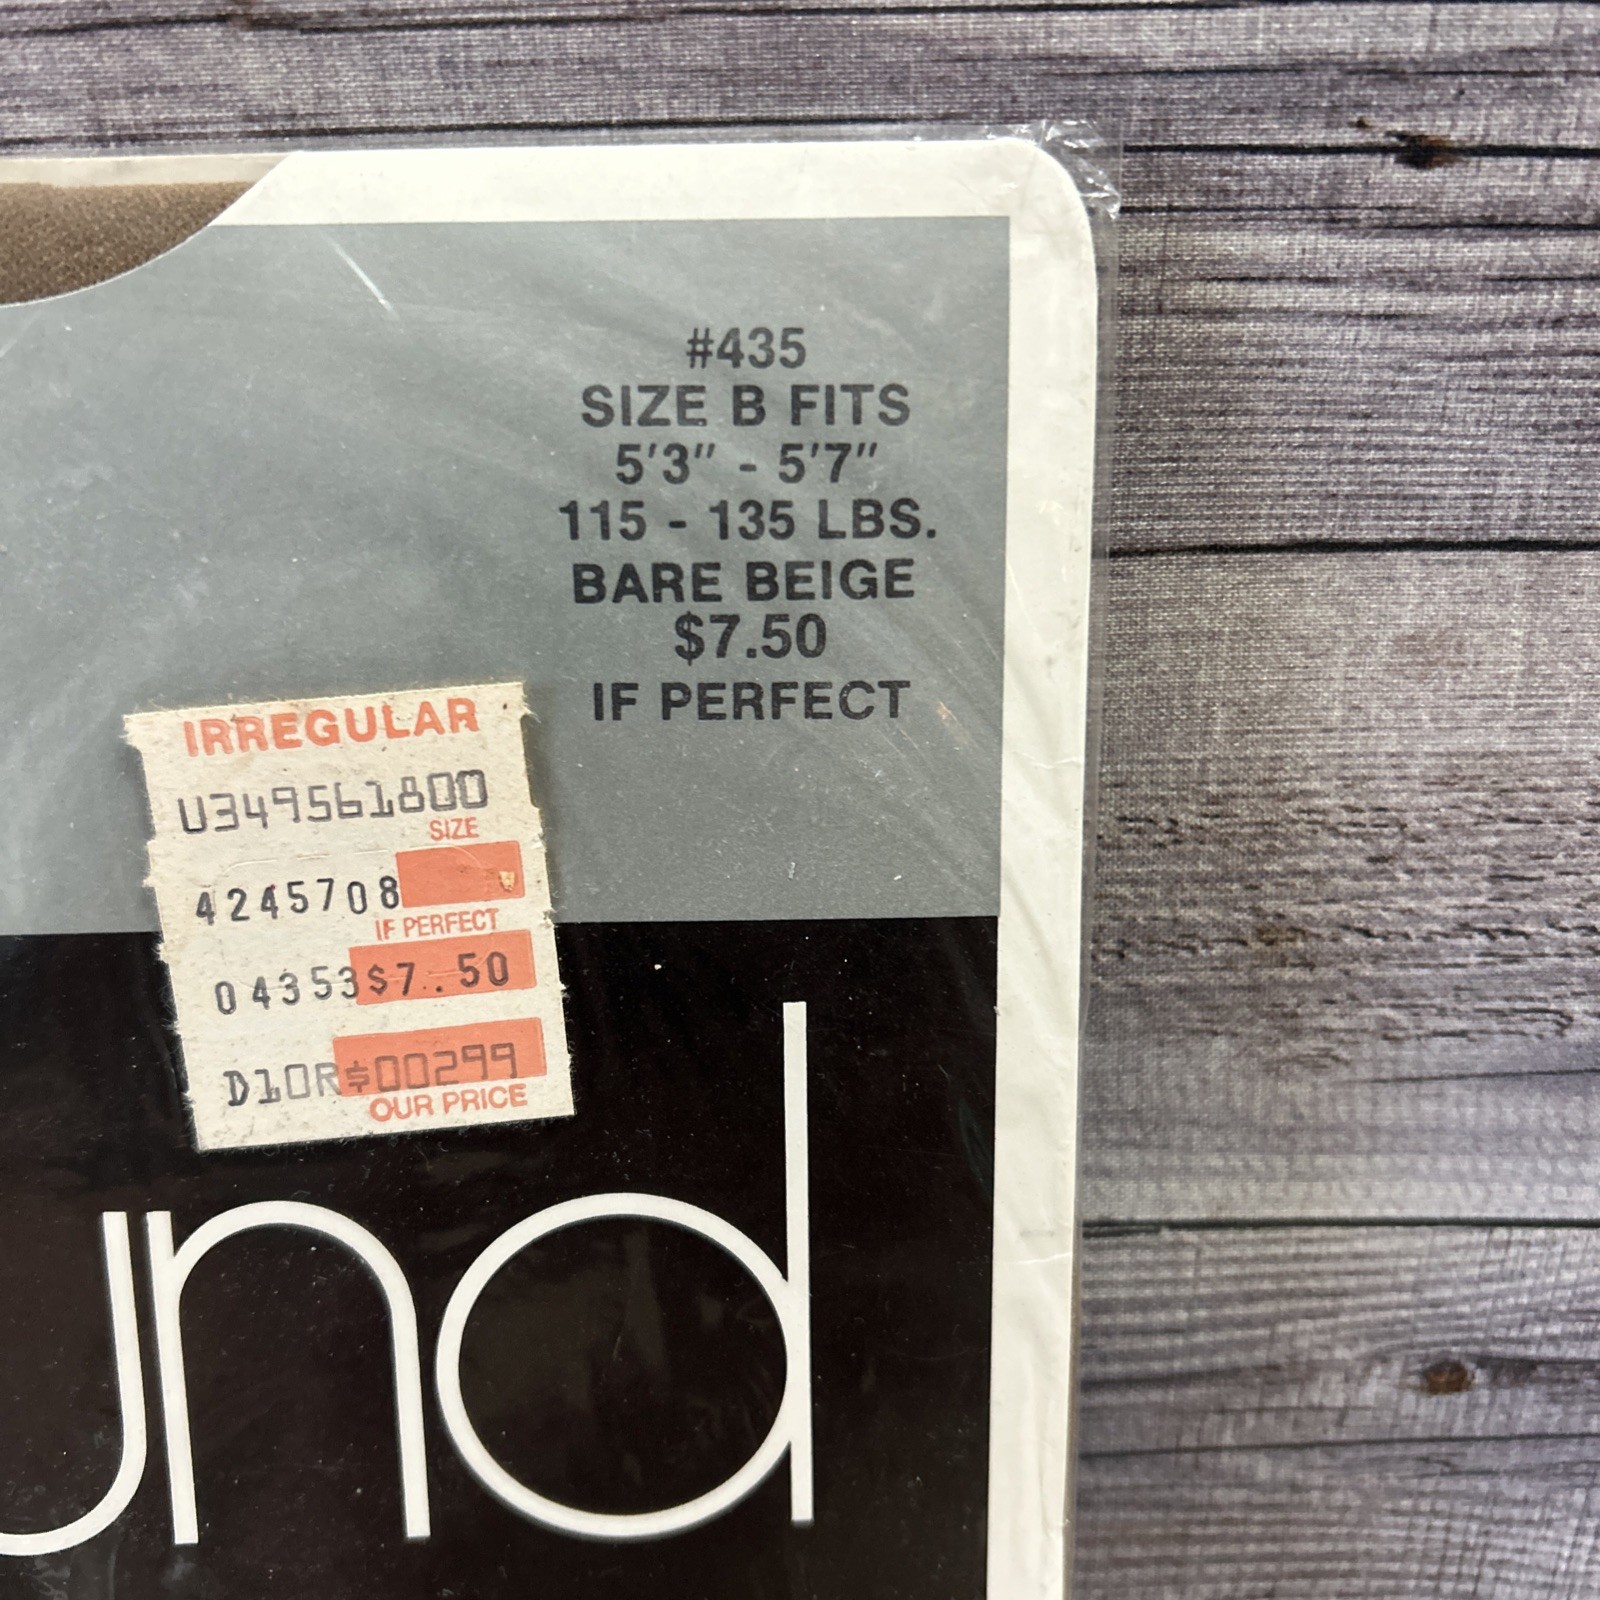 #435
SIZE B FITS
5'3" - 5'7"
115 - 135 LBS.
BARE BEIGE
$7.50
IF PERFECT
IRREGULAR
U349561800
SIZE
4245708
IF PERFECT
04353$7.50
D10R$00299
OUR PRICE
und